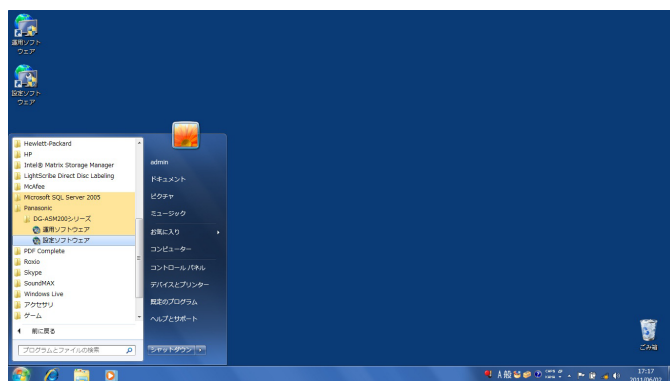 運用ソフト
ウェア
設定ソフト
ウェア
Hewlett-Packard
HP
Intel® Matrix Storage Manager
LightScribe Direct Disc Labeling
McAfee
Microsoft SQL Server 2005
Panasonic
DG-ASM200シリーズ
運用ソフトウェア
設定ソフトウェア
PDF Complete
Roxio
Skype
SoundMAX
Windows Live
アクセサリ
ゲーム
前に戻る
プログラムとファイルの検索
admin
ドキュメント
ピクチャ
ミュージック
お気に入り
コンピューター
コントロール パネル
デバイスとプリンター
既定のプログラム
ヘルプとサポート
シャットダウン
ごみ箱
A 般
CAPS
KANA
17:17
2011/06/02